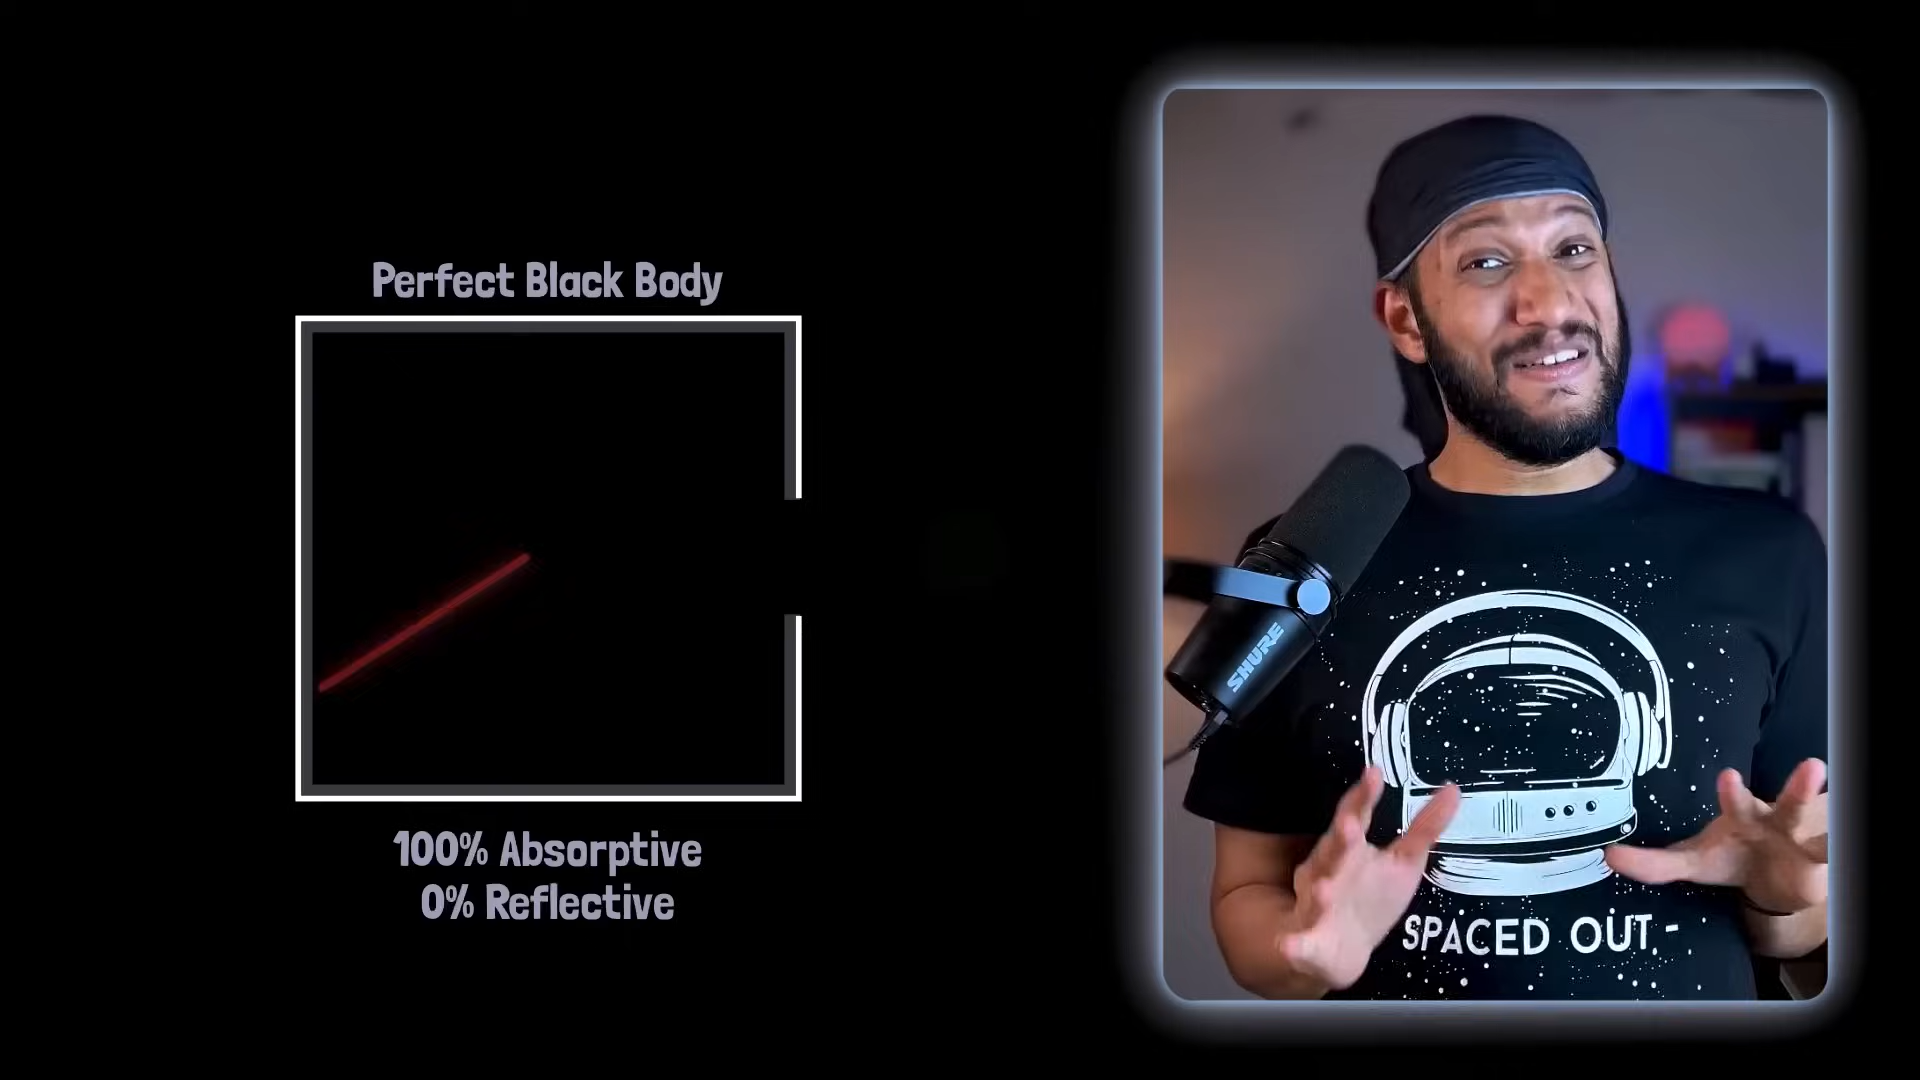 Perfect Black Body
100% Absorptive
0% Reflective
SHURE
SPACED OUT